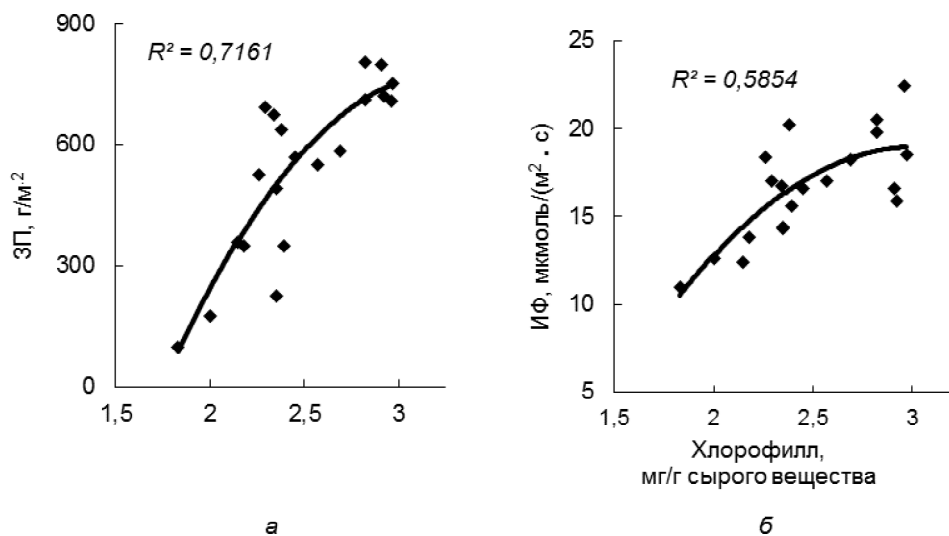 900
600
300
0
ЗП, г/м⁻²
R² = 0,7161
1,5 2 2,5 3
а
25
20
15
10
5
ИФ, мкмоль/(м² · с)
R² = 0,5854
1,5 2 2,5 3
Хлорофилл,
мг/г сырого вещества
б